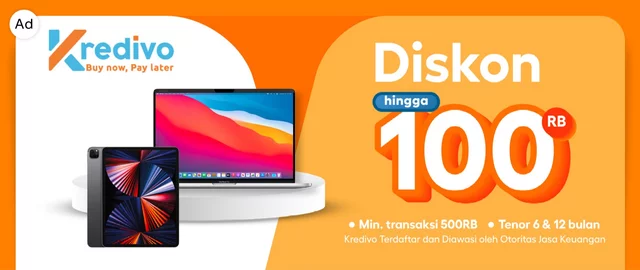 Ad
Kredivo
Buy now, Pay later
Diskon
hingga
100 RB
Min. transaksi 500RB
Tenor 6 & 12 bulan
Kredivo Terdaftar dan Diawasi oleh Otoritas Jasa Keuangan